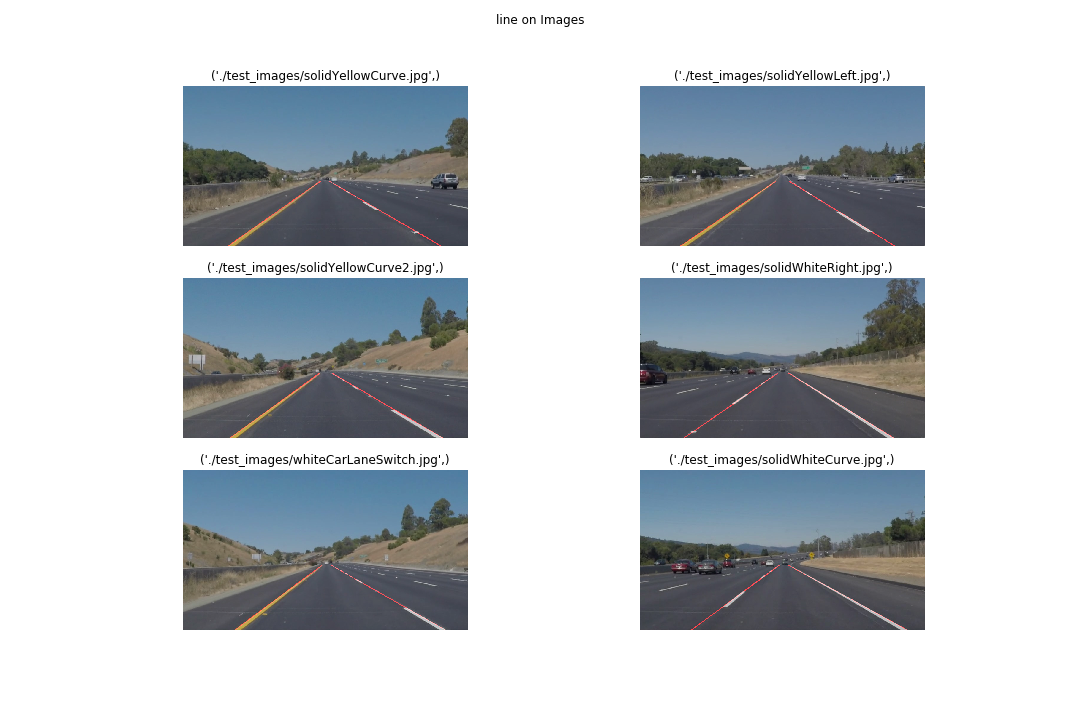 line on Images
('./test_images/solidYellowCurve.jpg',)
('./test_images/solidYellowLeft.jpg',)
('./test_images/solidYellowCurve2.jpg',)
('./test_images/solidWhiteRight.jpg',)
('./test_images/whiteCarLaneSwitch.jpg',)
('./test_images/solidWhiteCurve.jpg',)